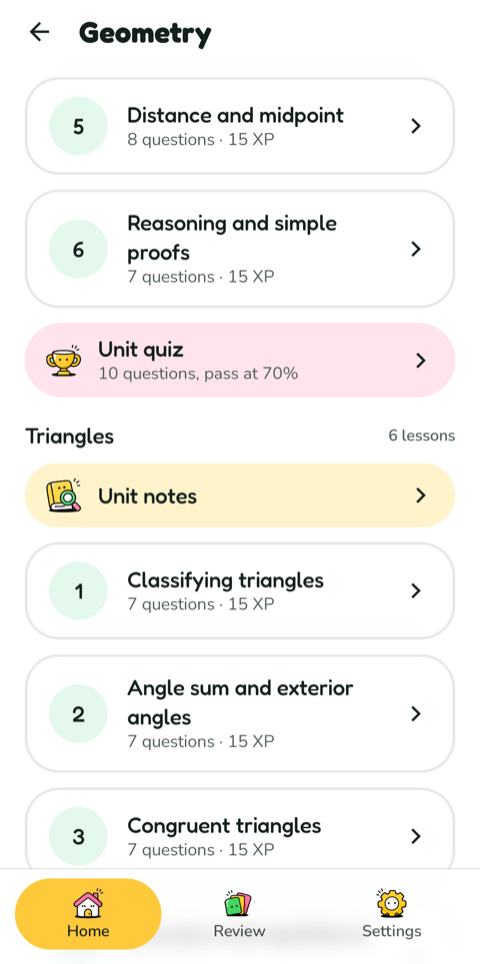 Geometry
5
Distance and midpoint
8 questions · 15 XP
6
Reasoning and simple
proofs
7 questions · 15 XP
Unit quiz
10 questions, pass at 70%
Triangles
6 lessons
Unit notes
1
Classifying triangles
7 questions · 15 XP
2
Angle sum and exterior
angles
7 questions · 15 XP
3
Congruent triangles
7 questions · 15 XP
Home
Review
Settings